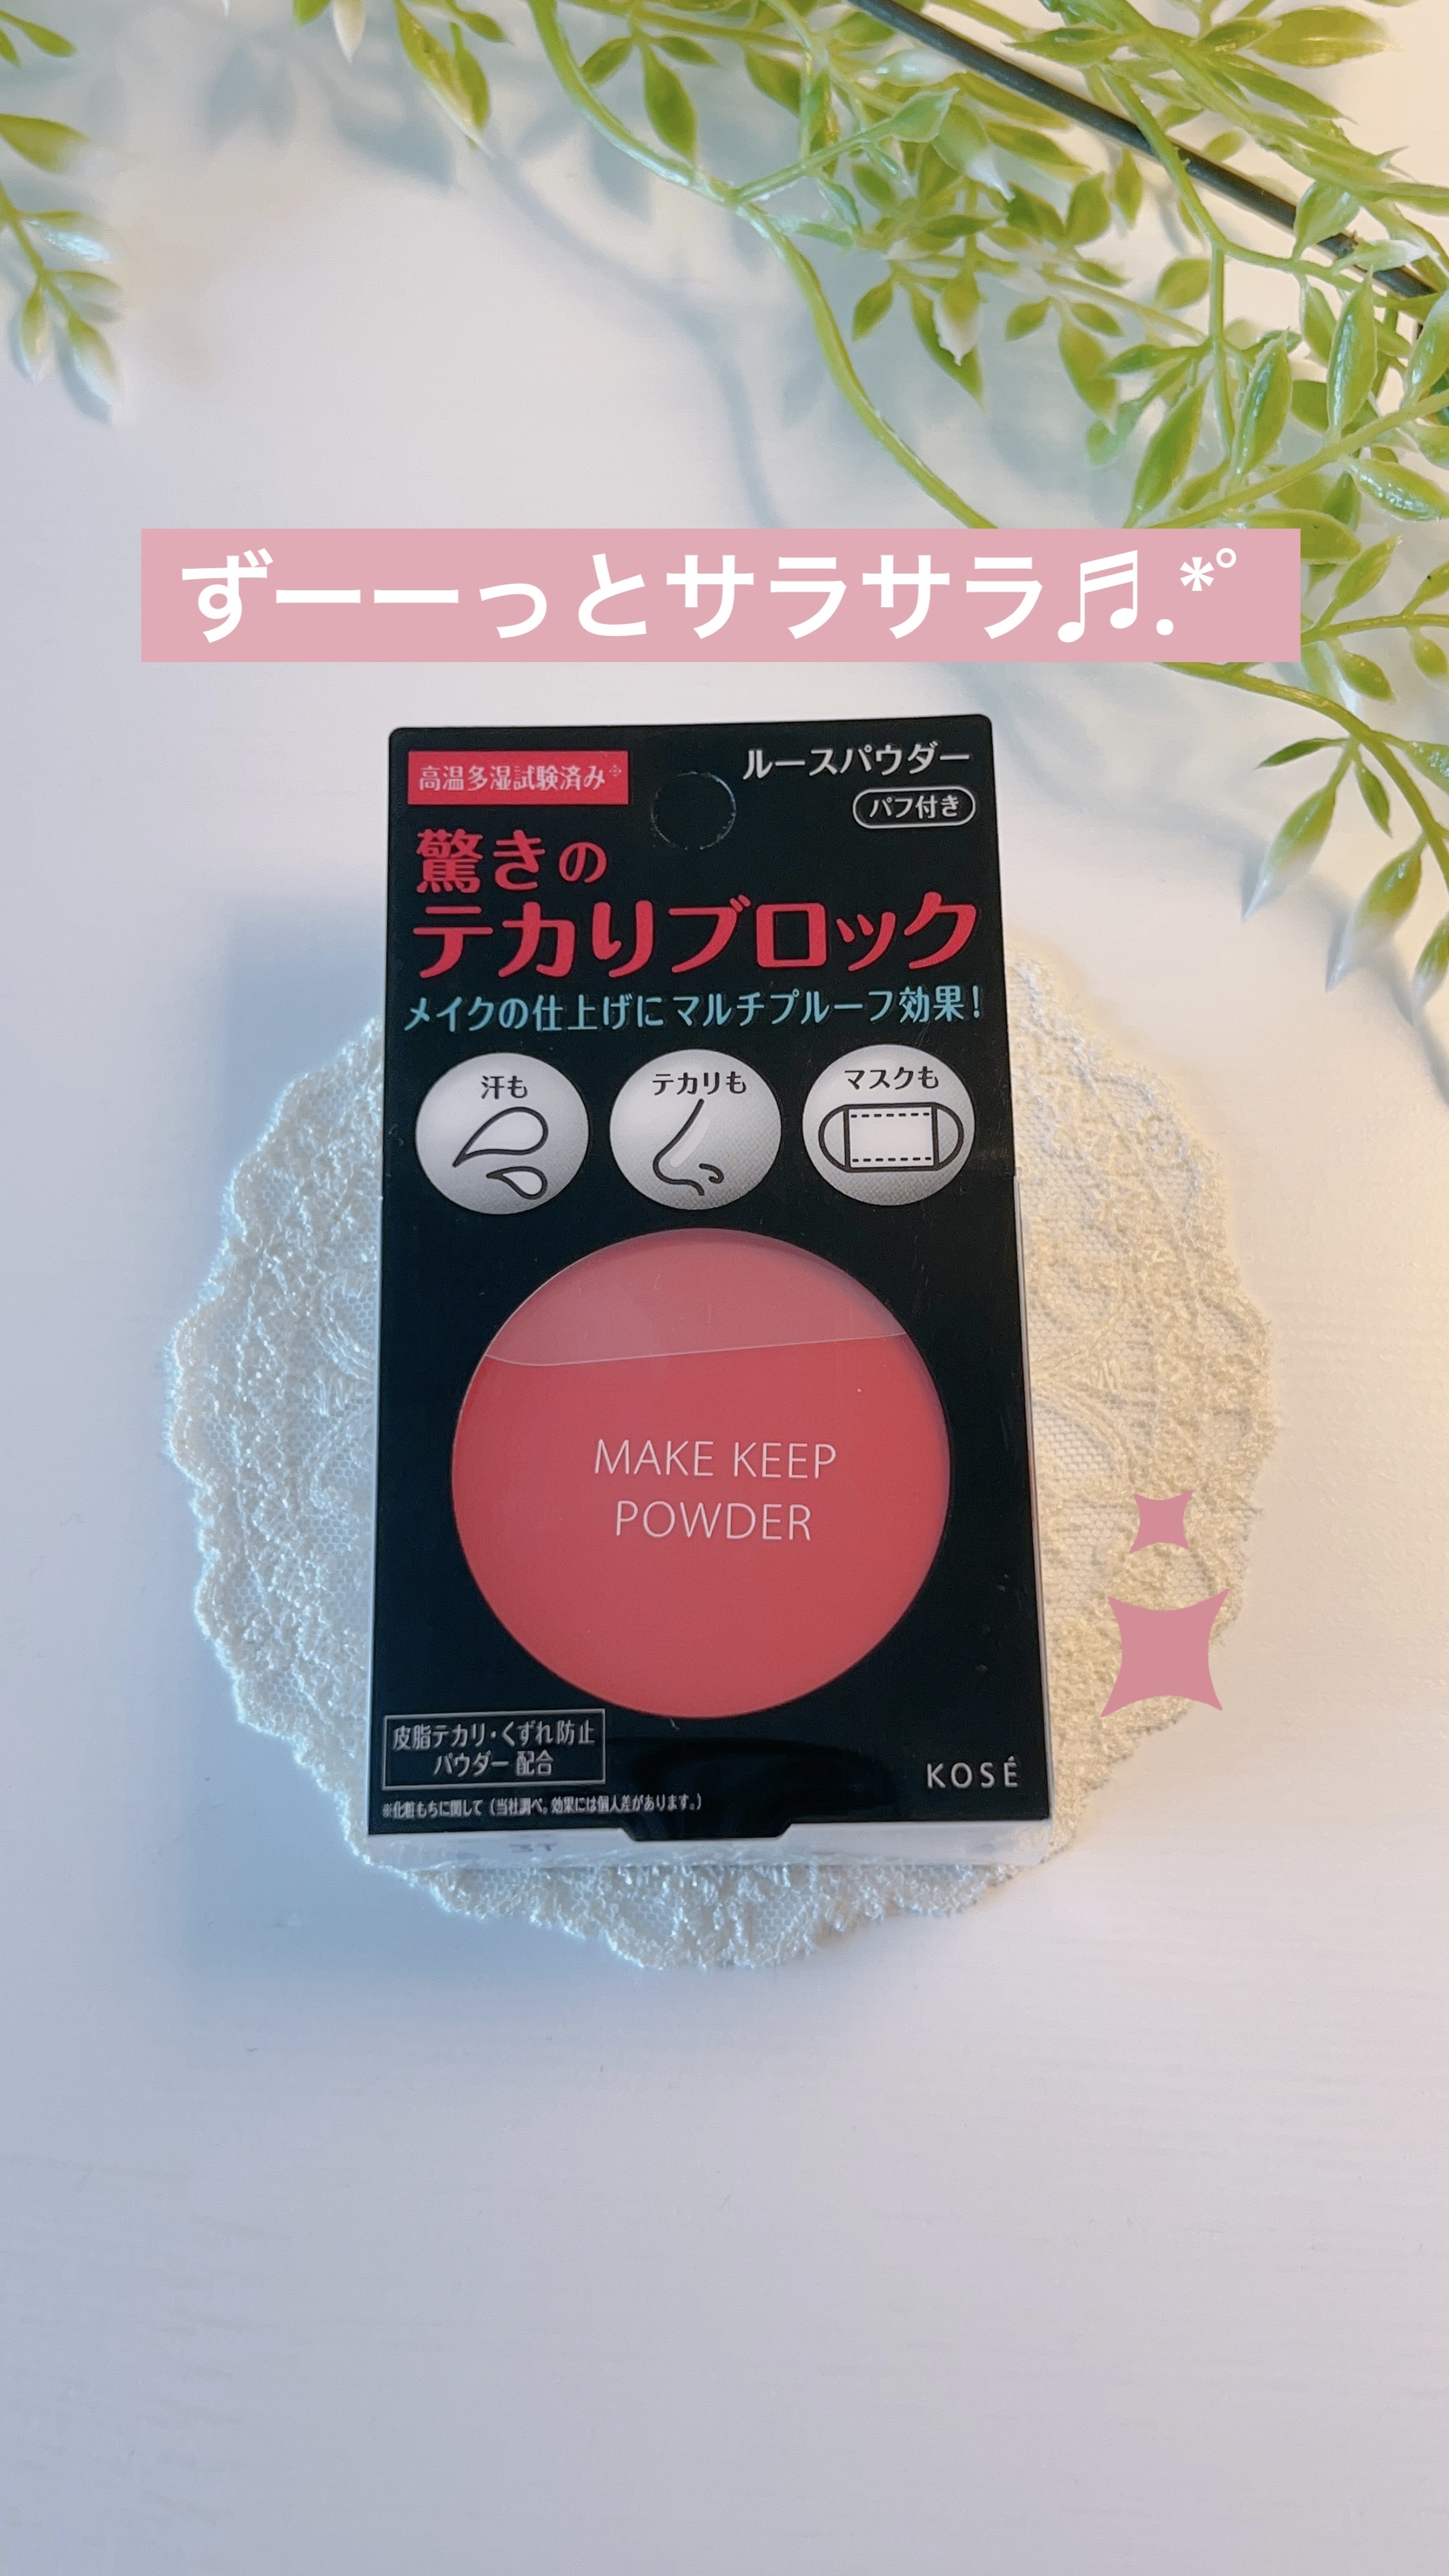 ずーーっとサラサラ♬.*ﾟ
高温多湿試験済み※
ルースパウダー
パフ付き
驚きの
テカリブロック
メイクの仕上げにマルチプルーフ効果!
汗も
テカリも
マスクも
MAKE KEEP
POWDER
皮脂テカリ・くずれ防止
パウダー配合
KOSÉ
※化粧もちに関して(当社調べ。効果には個人差があります。)